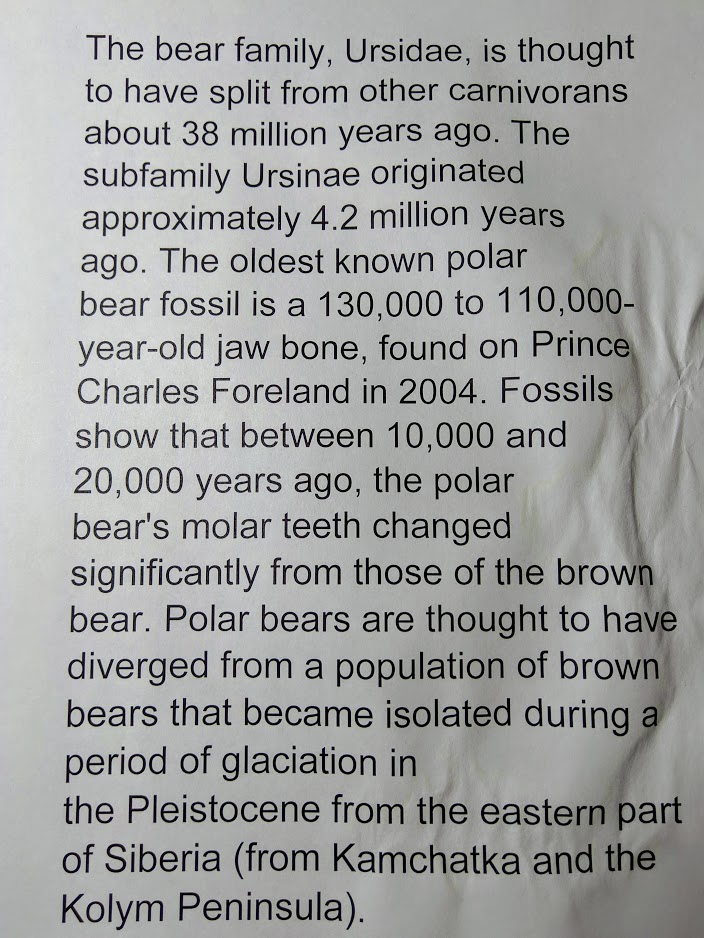 The bear family, Ursidae, is thought
to have split from other carnivorans
about 38 million years ago. The
subfamily Ursinae originated
approximately 4.2 million years
ago. The oldest known polar
bear fossil is a 130,000 to 110,000-
year-old jaw bone, found on Prince
Charles Foreland in 2004. Fossils
show that between 10,000 and
20,000 years ago, the polar
bear's molar teeth changed
significantly from those of the brown
bear. Polar bears are thought to have
diverged from a population of brown
bears that became isolated during a
period of glaciation in
the Pleistocene from the eastern part
of Siberia (from Kamchatka and the
Kolym Peninsula).